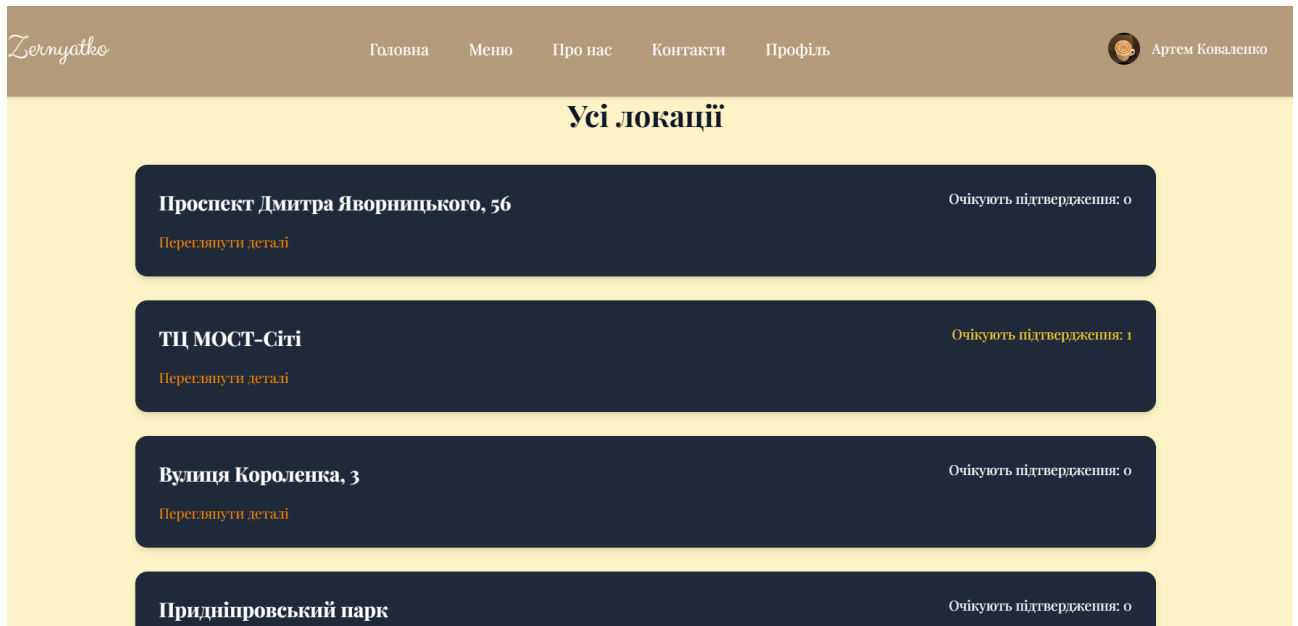 Zernyatko
Головна Меню Про нас Контакти Профіль
Артем Коваленко
Усі локації
Проспект Дмитра Яворницького, 56
Очікують підтвердження: 0
Переглянути деталі
ТЦ МОСТ-Сіті
Очікують підтвердження: 1
Переглянути деталі
Вулиця Короленка, 3
Очікують підтвердження: 0
Переглянути деталі
Придніпровський парк
Очікують підтвердження: 0